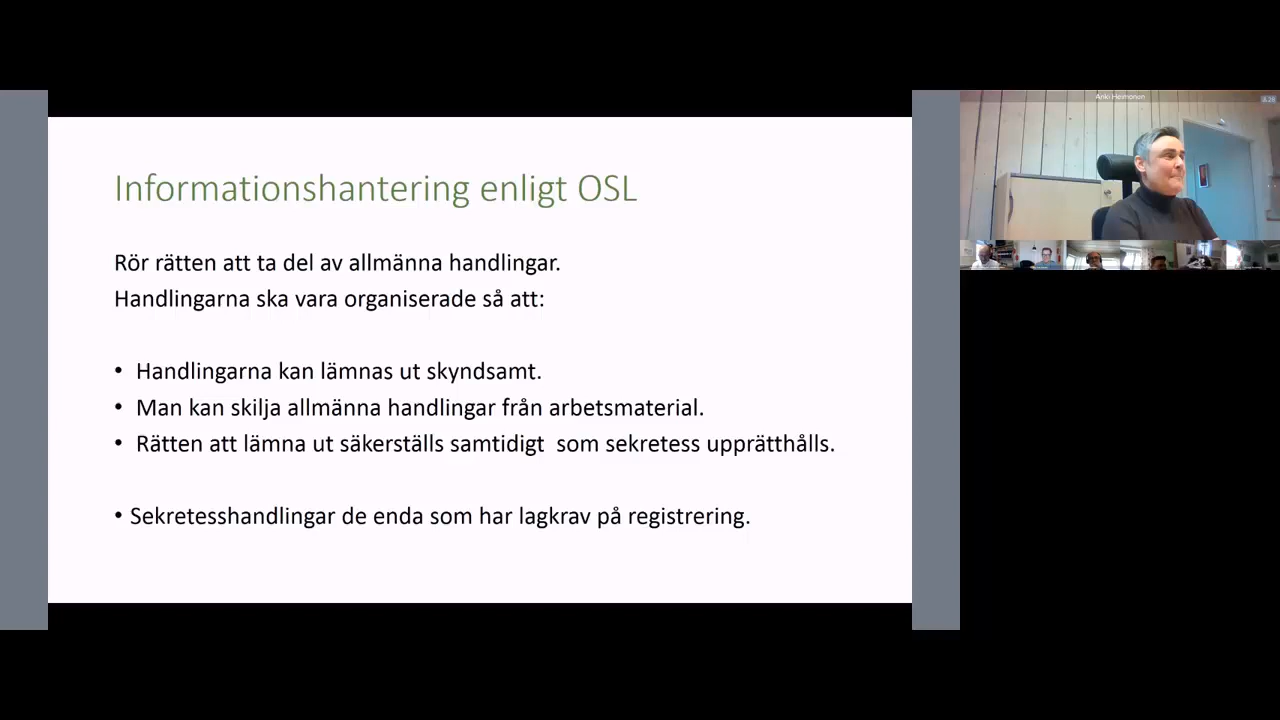 Informationshantering enligt OSL
Rör rätten att ta del av allmänna handlingar.
Handlingarna ska vara organiserade så att:
• Handlingarna kan lämnas ut skyndsamt.
• Man kan skilja allmänna handlingar från arbetsmaterial.
• Rätten att lämna ut säkerställs samtidigt  som sekretess upprätthålls.
• Sekretesshandlingar de enda som har lagkrav på registrering.
Anki Heimonen